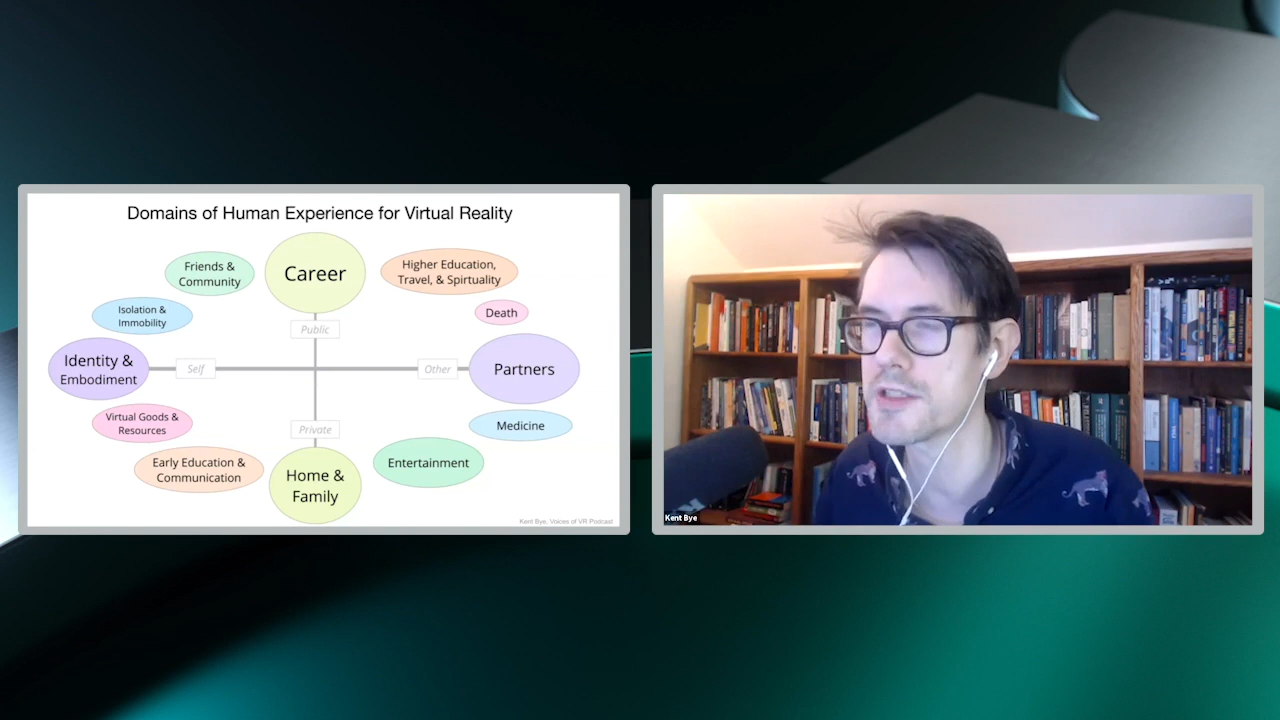 Domains of Human Experience for Virtual Reality
Friends &
Community
Career
Higher Education,
Travel, & Spirtuality
Isolation &
Immobility
Public
Death
Identity &
Embodiment
Self
Other
Partners
Virtual Goods &
Resources
Private
Medicine
Early Education &
Communication
Home &
Family
Entertainment
Kent Bye, Voices of VR Podcast
Kent Bye